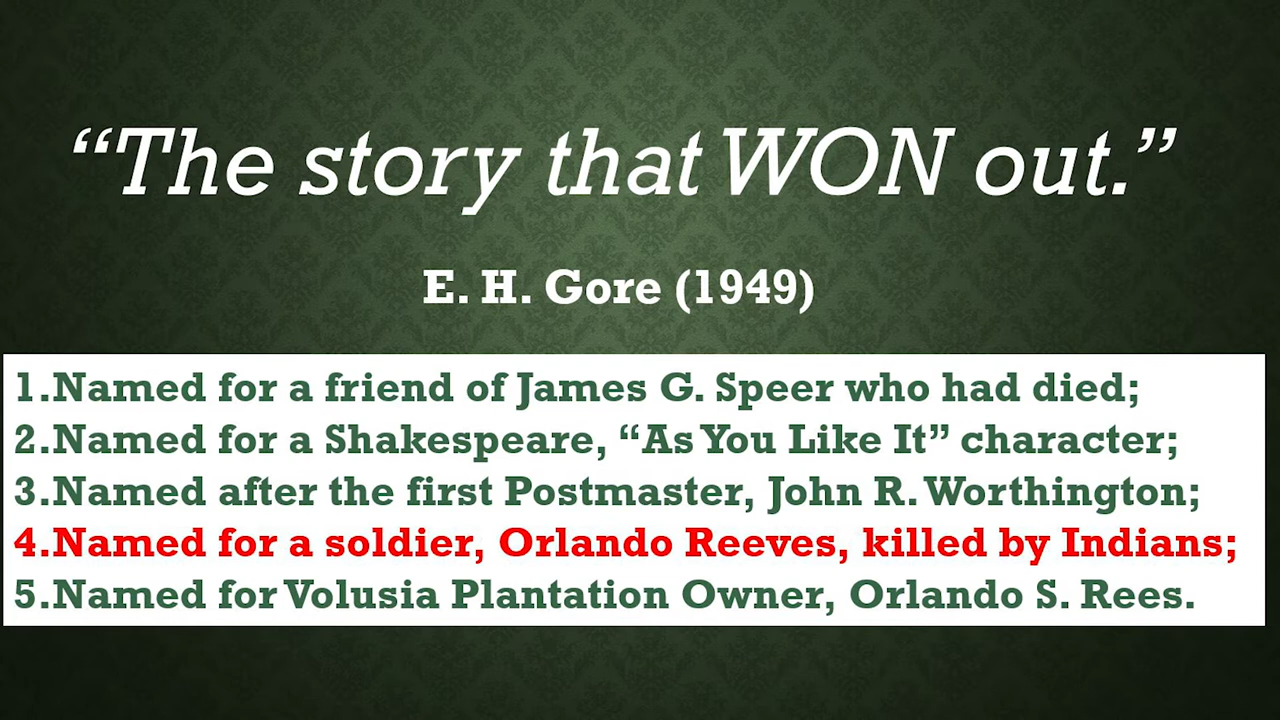 “The story that WON out.”
E. H. Gore (1949)
1.Named for a friend of James G. Speer who had died;
2.Named for a Shakespeare, “As You Like It” character;
3.Named after the first Postmaster, John R. Worthington;
4.Named for a soldier, Orlando Reeves, killed by Indians;
5.Named for Volusia Plantation Owner, Orlando S. Rees.